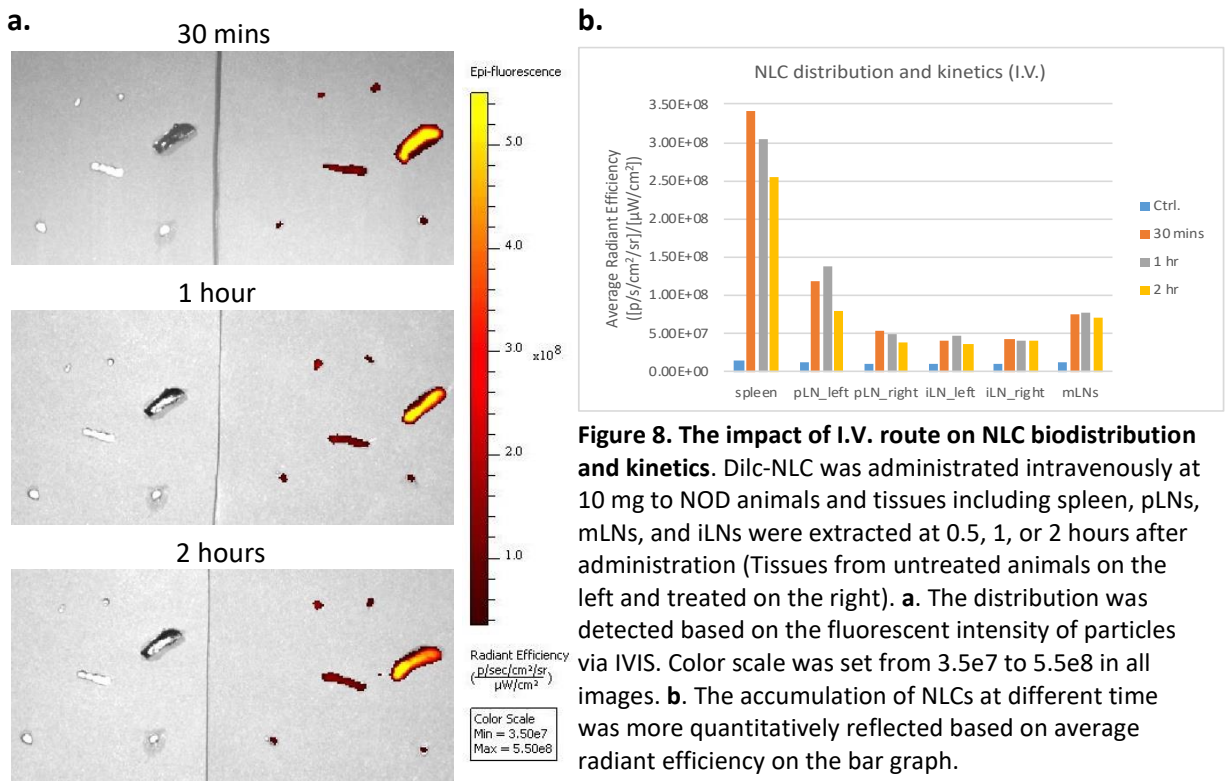 a.
30 mins
1 hour
2 hours
Epi-fluorescence
5.0
4.0
3.0
x10⁸
2.0
1.0
Radiant Efficiency
(p/sec/cm²/sr
μW/cm²)
Color Scale
Min = 3.50e7
Max = 5.50e8
b.
NLC distribution and kinetics (I.V.)
Average Radiant Efficiency
([p/s/cm²/sr]/[μW/cm²])
3.50E+08
3.00E+08
2.50E+08
2.00E+08
1.50E+08
1.00E+08
5.00E+07
0.00E+00
spleen pLN_left pLN_right iLN_left iLN_right mLNs
Ctrl.
30 mins
1 hr
2 hr
Figure 8. The impact of I.V. route on NLC biodistribution
and kinetics. Dilc-NLC was administrated intravenously at
10 mg to NOD animals and tissues including spleen, pLNs,
mLNs, and iLNs were extracted at 0.5, 1, or 2 hours after
administration (Tissues from untreated animals on the
left and treated on the right). a. The distribution was
detected based on the fluorescent intensity of particles
via IVIS. Color scale was set from 3.5e7 to 5.5e8 in all
images. b. The accumulation of NLCs at different time
was more quantitatively reflected based on average
radiant efficiency on the bar graph.